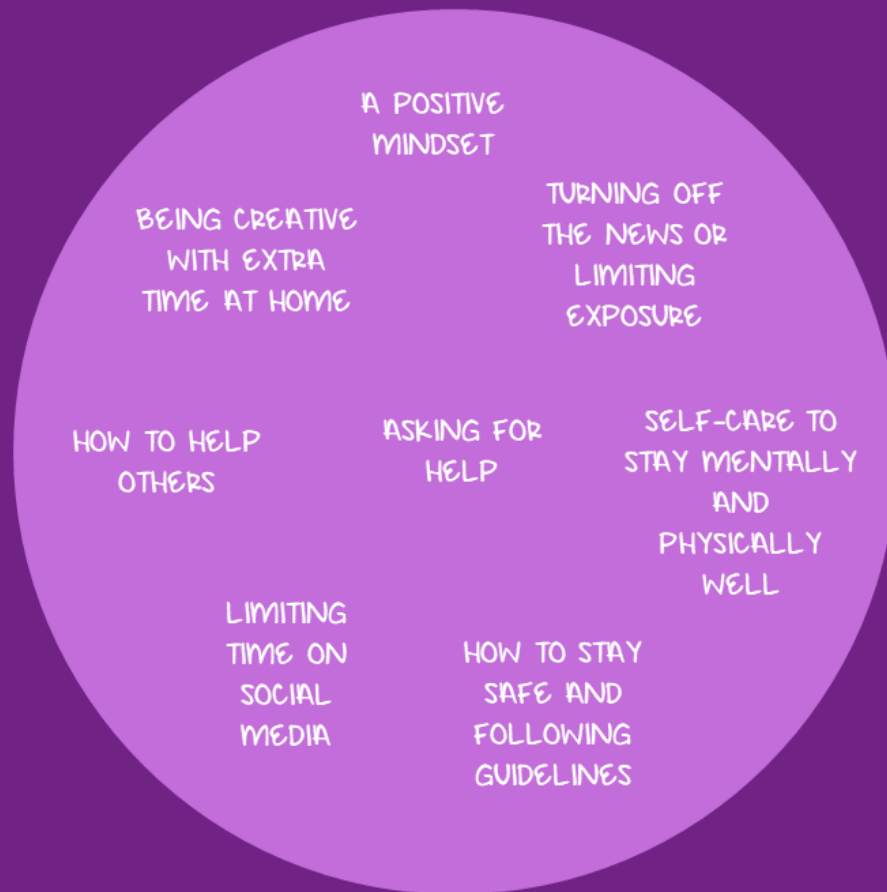 A POSITIVE
MINDSET
BEING CREATIVE
WITH EXTRA
TIME AT HOME
TURNING OFF
THE NEWS OR
LIMITING
EXPOSURE
HOW TO HELP
OTHERS
ASKING FOR
HELP
SELF-CARE TO
STAY MENTALLY
AND
PHYSICALLY
WELL
LIMITING
TIME ON
SOCIAL
MEDIA
HOW TO STAY
SAFE AND
FOLLOWING
GUIDELINES